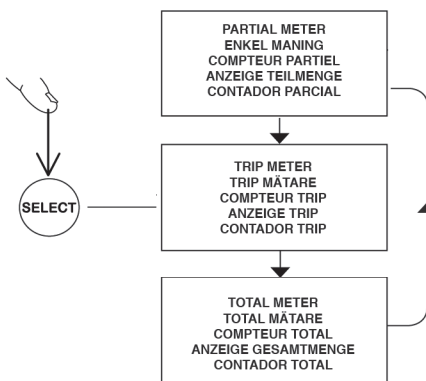 PARTIAL METER
ENKEL MANING
COMPTEUR PARTIEL
ANZEIGE TEILMENGE
CONTADOR PARCIAL
SELECT
TRIP METER
TRIP MÄTARE
COMPTEUR TRIP
ANZEIGE TRIP
CONTADOR TRIP
TOTAL METER
TOTAL MÄTARE
COMPTEUR TOTAL
ANZEIGE GESAMTMENGE
CONTADOR TOTAL